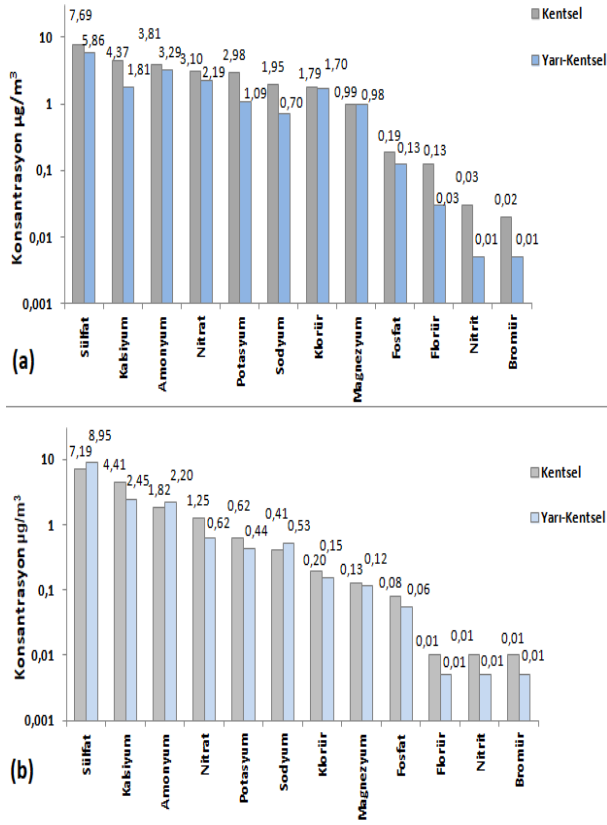 Kentsel
Yarı-Kentsel
Konsantrasyon µg/m³
10
1
0,1
0,01
0,001
7,69 5,86 4,37 1,81 3,81 3,29 3,10 2,19 2,98 1,09 1,95 0,70 1,79 1,70 0,99 0,98 0,19 0,13 0,13 0,03 0,03 0,01 0,02 0,01
Sülfat Kalsiyum Amonyum Nitrat Potasyum Sodyum Klorür Magnezyum Fosfat Florür Nitrit Bromür
(a)
Kentsel
Yarı-Kentsel
Konsantrasyon µg/m³
10
1
0,1
0,01
0,001
7,19 8,95 4,41 2,45 1,82 2,20 1,25 0,62 0,62 0,44 0,41 0,53 0,20 0,15 0,13 0,12 0,08 0,06 0,01 0,01 0,01 0,01 0,01 0,01
Sülfat Kalsiyum Amonyum Nitrat Potasyum Sodyum Klorür Magnezyum Fosfat Florür Nitrit Bromür
(b)